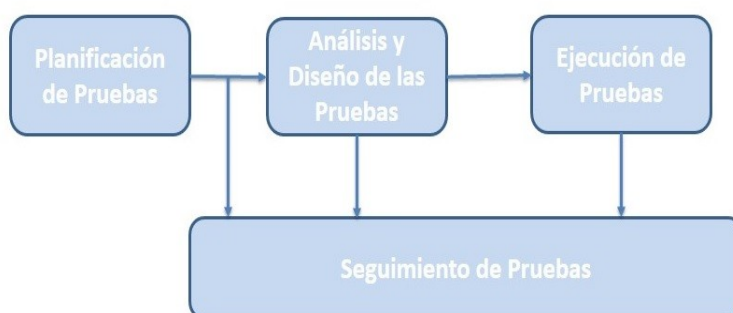 Planificación
de Pruebas
Análisis y
Diseño de las
Pruebas
Ejecución de
Pruebas
Seguimiento de Pruebas